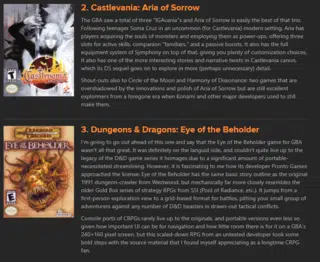 2. Castlevania: Aria of Sorrow
The GBA saw a total of three "IGAvania"s and Aria of Sorrow is easily the best of that trio.
Following teenager Soma Cruz in an uncommon (for Castlevania) modern setting, Aria has
players acquiring the souls of monsters and employing them as power-ups, offering three
slots for active skills, companion "familiars," and a passive boosts. It also has the full
equipment system of Symphony on top of that, giving you plenty of customization choices.
It also has one of the more interesting stories and narrative twists in Castlevania canon,
which its DS sequel goes on to explore in more (perhaps unnecessary) detail.
Shout-outs also to Circle of the Moon and Harmony of Dissonance: two games that are
overshadowed by the innovations and polish of Aria of Sorrow but are still excellent
explormers from a foregone era when Konami and other major developers used to still
make them.
3. Dungeons & Dragons: Eye of the Beholder
I'm going to scoot ahead of this one and say that the Eye of the Beholder game for GBA
wasn't all that great. It was definitely on the languid side, and couldn't quite live up to the
legacy of the D&D game series it homages due to a significant amount of portable-
necessitated streamlining. However, it is fascinating to me how its developer Pronto Games
approached the license. Eye of the Beholder has the same basic story outline as the original
1991 dungeon-crawler from Westwood, but mechanically far more closely resembles the
older Gold Box series of strategy RPGs from SSI (Pool of Radiance, etc.). It jumps from a
first-person exploration view to a grid-based format for battles, pitting your small group of
adventurers against any number of D&D beasties in drawn-out tactical conflicts.
Console ports of CRPGs rarely live up to the originals, and portable versions even less so
given how important UI can be for navigation and how little room there is for it on a GBA's
240×160 pixel screen, but this scaled-down RPG from an untested developer took some
bold steps with the source material that I found myself appreciating as a longtime CRPG
fan.